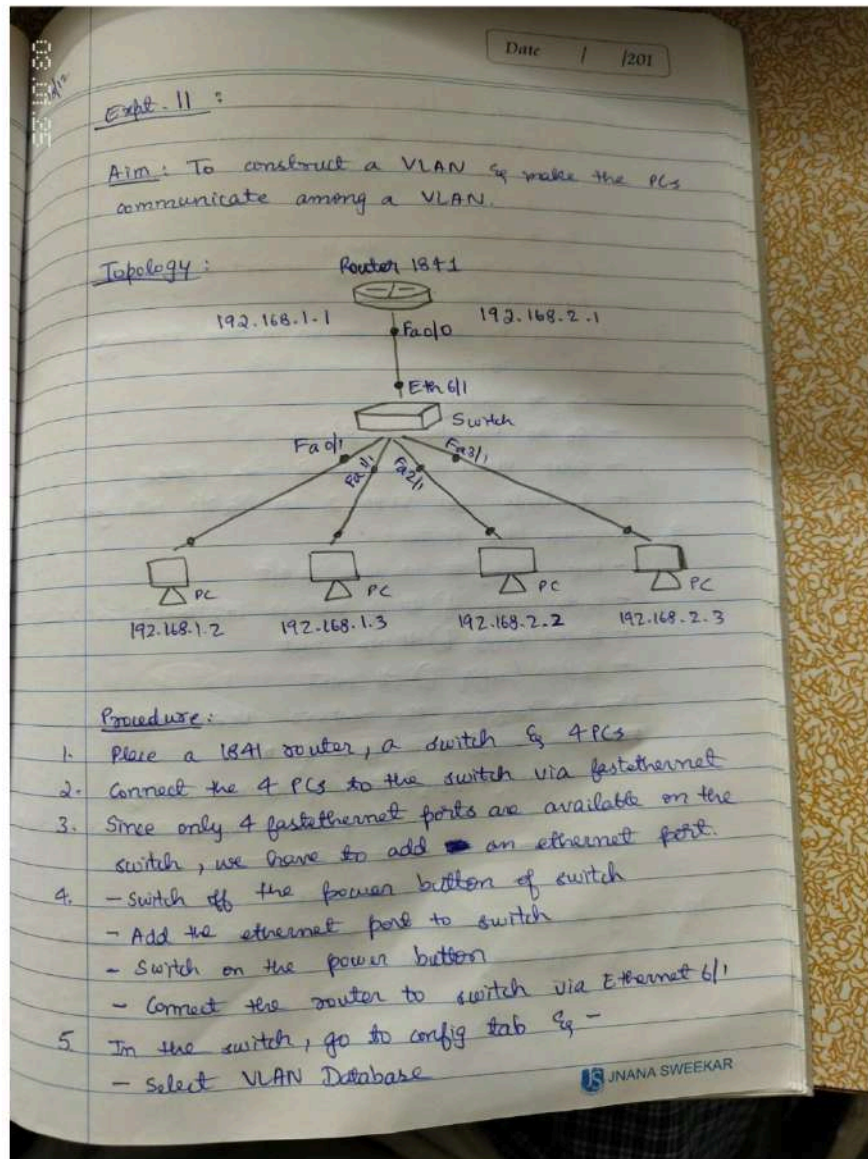 Date / /201
Expt. 11 :
Aim : To construct a VLAN & make the PCs
communicate among a VLAN.
Topology :
Router 1841
192.168.1.1
192.168.2.1
Fa0/0
Eth 6/1
Switch
Fa0/1
Fa1/1
Fa2/1
Fa3/1
PC
PC
PC
PC
192.168.1.2
192.168.1.3
192.168.2.2
192.168.2.3
Procedure :
1. Place a 1841 router, a switch & 4 PCs
2. Connect the 4 PCs to the switch via fastethernet
3. Since only 4 fastethernet ports are available on the
switch, we have to add an ethernet port.
4. - Switch off the power button of switch
- Add the ethernet port to switch
- Switch on the power button
- Connect the router to switch via Ethernet 6/1
5. In the switch, go to config tab & -
- Select VLAN Database
JS JNANA SWEEKAR